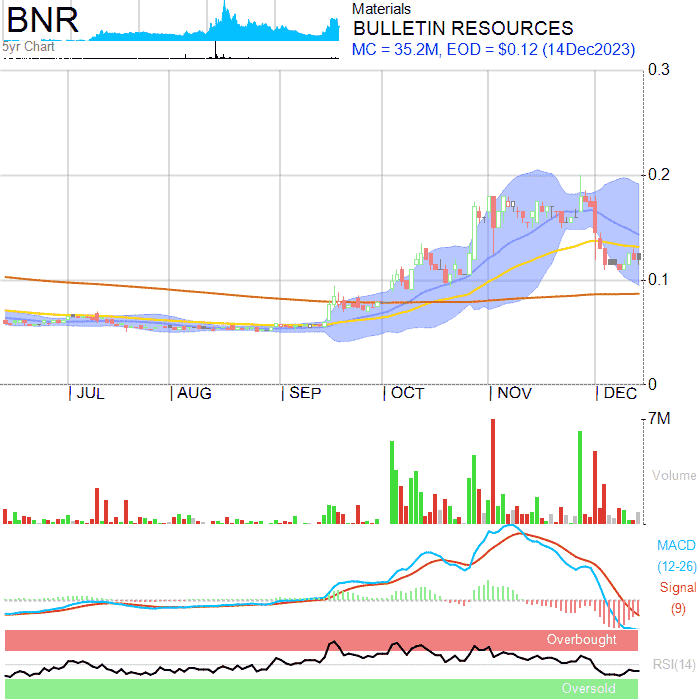 BNR
Materials
BULLETIN RESOURCES
5yr Chart
MC = 35.2M, EOD = $0.12 (14Dec2023)
0.3
0.2
0.1
0
JUL AUG SEP OCT NOV DEC
7M
Volume
MACD
(12-26)
Signal
(9)
Overbought
RSI(14)
Oversold